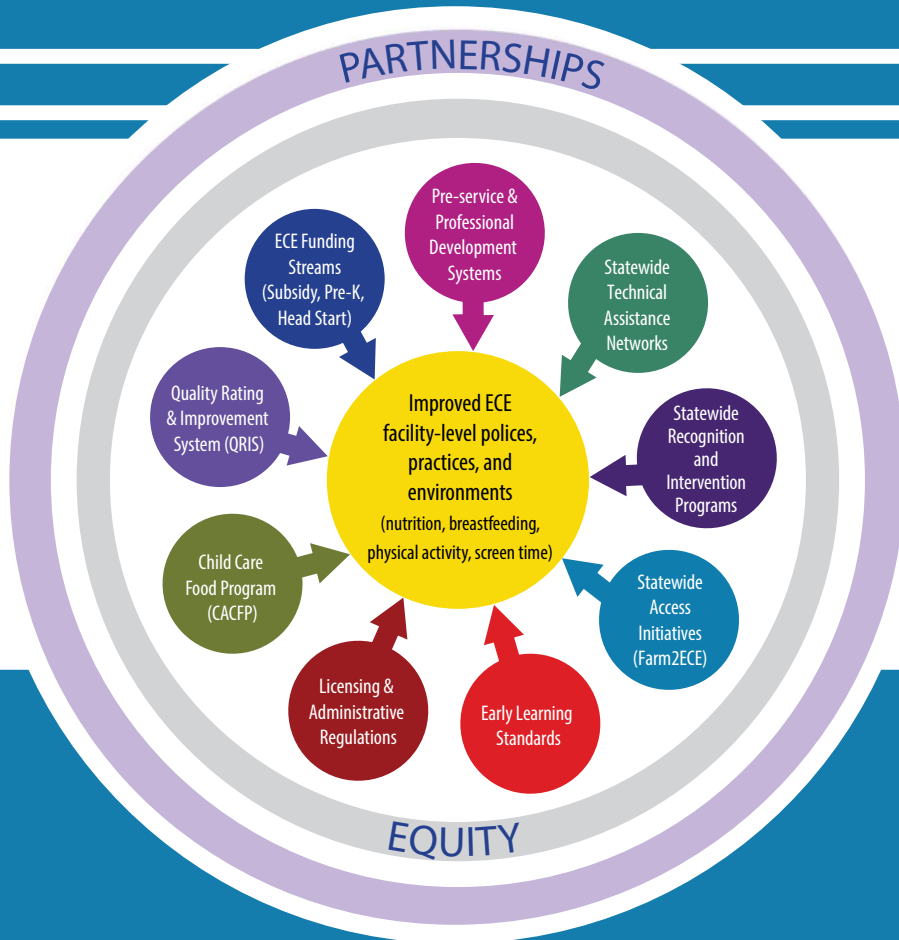 PARTNERSHIPS
Pre-service &
Professional
Development
Systems
Statewide
Technical
Assistance
Networks
Statewide
Recognition
and
Intervention
Programs
Statewide
Access
Initiatives
(Farm2ECE)
Early Learning
Standards
Licensing &
Administrative
Regulations
Child Care
Food Program
(CACFP)
Quality Rating
& Improvement
System (QRIS)
ECE Funding
Streams
(Subsidy, Pre-K,
Head Start)
Improved ECE
facility-level polices,
practices, and
environments
(nutrition, breastfeeding,
physical activity, screen time)
EQUITY